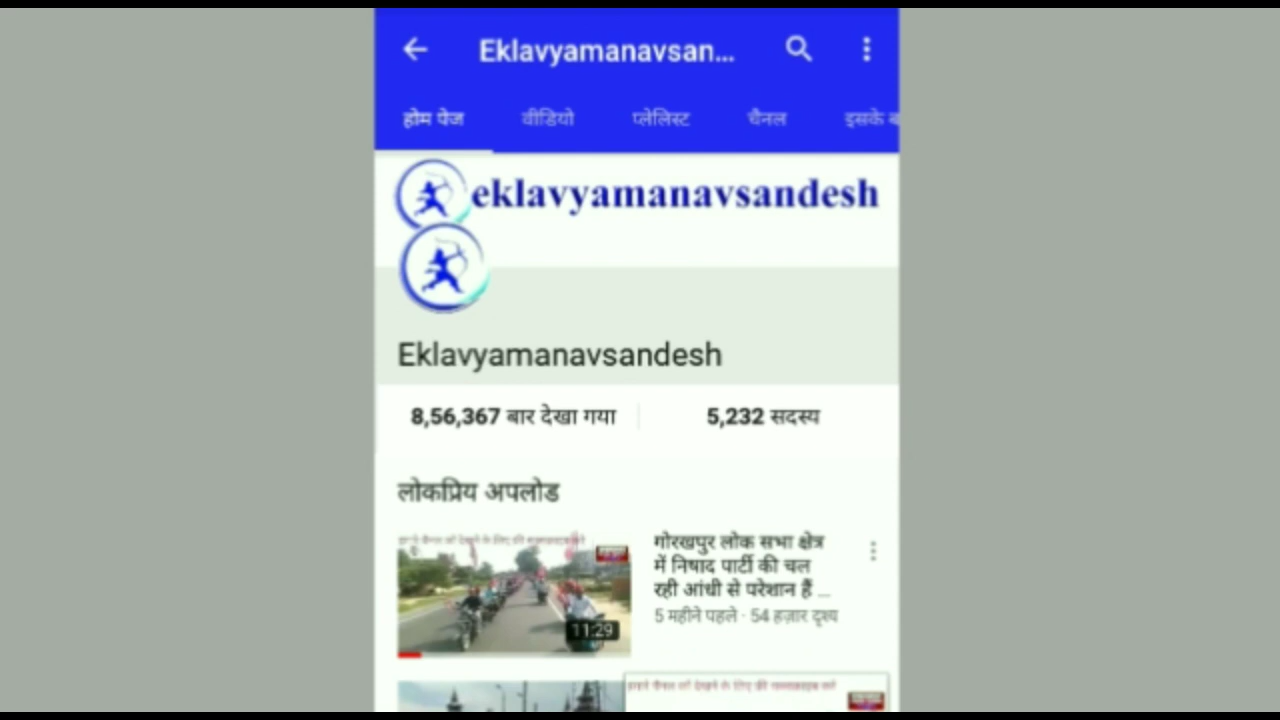 Eklavyamanavsan...
होम पेज वीडियो प्लेलिस्ट चैनल इसके ब
eklavyamanavsandesh
Eklavyamanavsandesh
8,56,367 बार देखा गया 5,232 सदस्य
लोकप्रिय अपलोड
गोरखपुर लोक सभा क्षेत्र
में निषाद पार्टी की चल
रही आंधी से परेशान हैं ...
5 महीने पहले · 54 हज़ार दृश्य
11:29